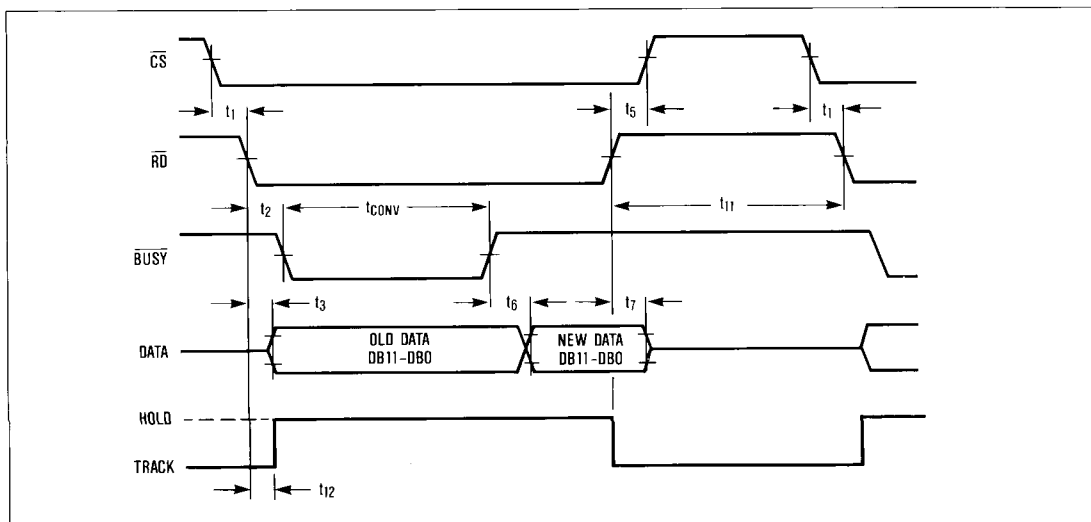 CS
t1
t5
t1
RD
t2
tCONV
t11
BUSY
t3
t6
t7
DATA
OLD DATA
DB11-DB0
NEW DATA
DB11-DB0
HOLD
TRACK
t12